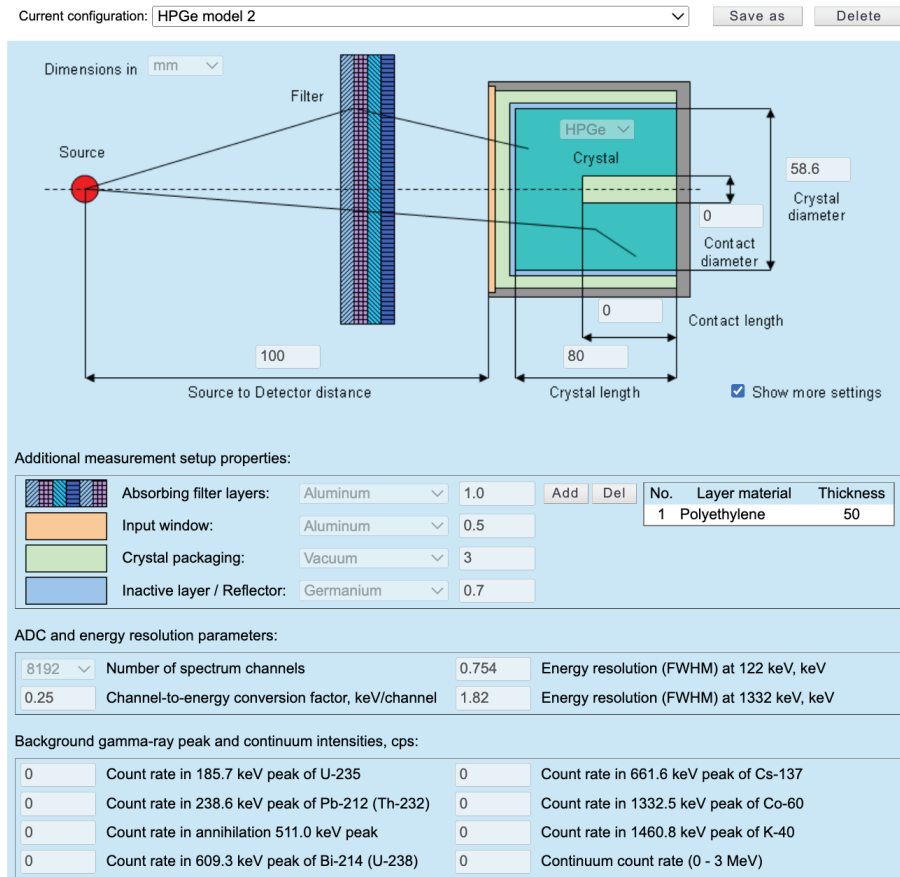 Current configuration: HPGe model 2 Save as Delete
Dimensions in mm
Filter
Source
HPGe
Crystal
58.6
Crystal
diameter
0
Contact
diameter
0
Contact length
100
80
Source to Detector distance
Crystal length
Show more settings
Additional measurement setup properties:
Absorbing filter layers: Aluminum 1.0 Add Del
No. Layer material Thickness
1 Polyethylene 50
Input window: Aluminum 0.5
Crystal packaging: Vacuum 3
Inactive layer / Reflector: Germanium 0.7
ADC and energy resolution parameters:
8192 Number of spectrum channels 0.754 Energy resolution (FWHM) at 122 keV, keV
0.25 Channel-to-energy conversion factor, keV/channel 1.82 Energy resolution (FWHM) at 1332 keV, keV
Background gamma-ray peak and continuum intensities, cps:
0 Count rate in 185.7 keV peak of U-235 0 Count rate in 661.6 keV peak of Cs-137
0 Count rate in 238.6 keV peak of Pb-212 (Th-232) 0 Count rate in 1332.5 keV peak of Co-60
0 Count rate in annihilation 511.0 keV peak 0 Count rate in 1460.8 keV peak of K-40
0 Count rate in 609.3 keV peak of Bi-214 (U-238) 0 Continuum count rate (0 - 3 MeV)